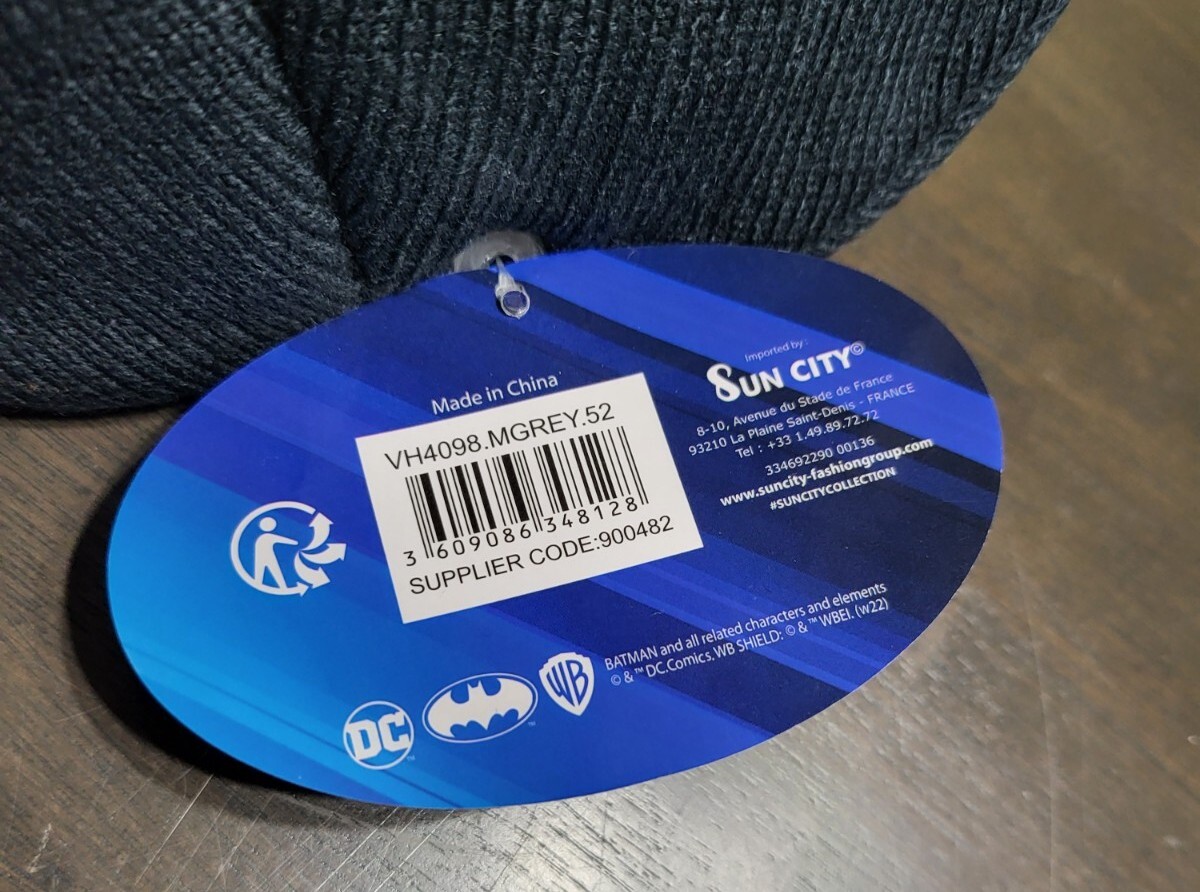 Made in China
VH4098.MGREY.52
3 609086 348128
SUPPLIER CODE:900482
Imported by:
SUN CITY©
8-10, Avenue du Stade de France
93210 La Plaine Saint-Denis - FRANCE
Tel : +33 1.49.89.72.72
334692290 00136
www.suncity-fashiongroup.com
#SUNCITYCOLLECTION
BATMAN and all related characters and elements
© & ™ DC.Comics. WB SHIELD: © & ™ WBEI. (w22)
DC™
™
WB